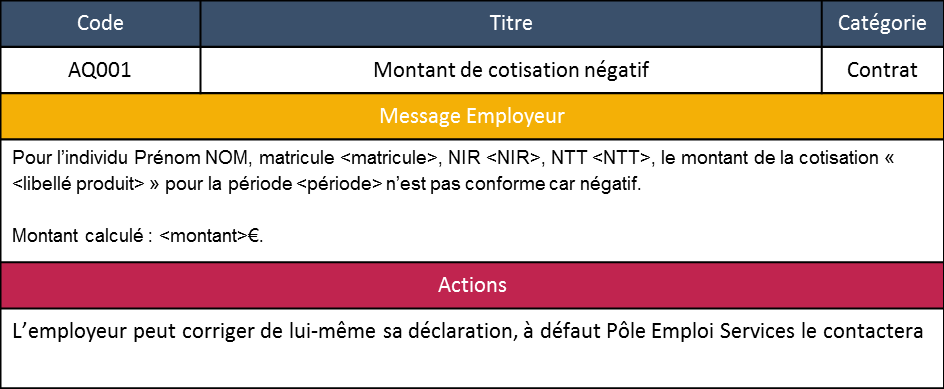 Code Titre Catégorie
AQ001 Montant de cotisation négatif Contrat
Message Employeur
Pour l’individu Prénom NOM, matricule <matricule>, NIR <NIR>, NTT <NTT>, le montant de la cotisation «
<libellé produit> » pour la période <période> n’est pas conforme car négatif.
Montant calculé : <montant>€.
Actions
L’employeur peut corriger de lui-même sa déclaration, à défaut Pôle Emploi Services le contactera